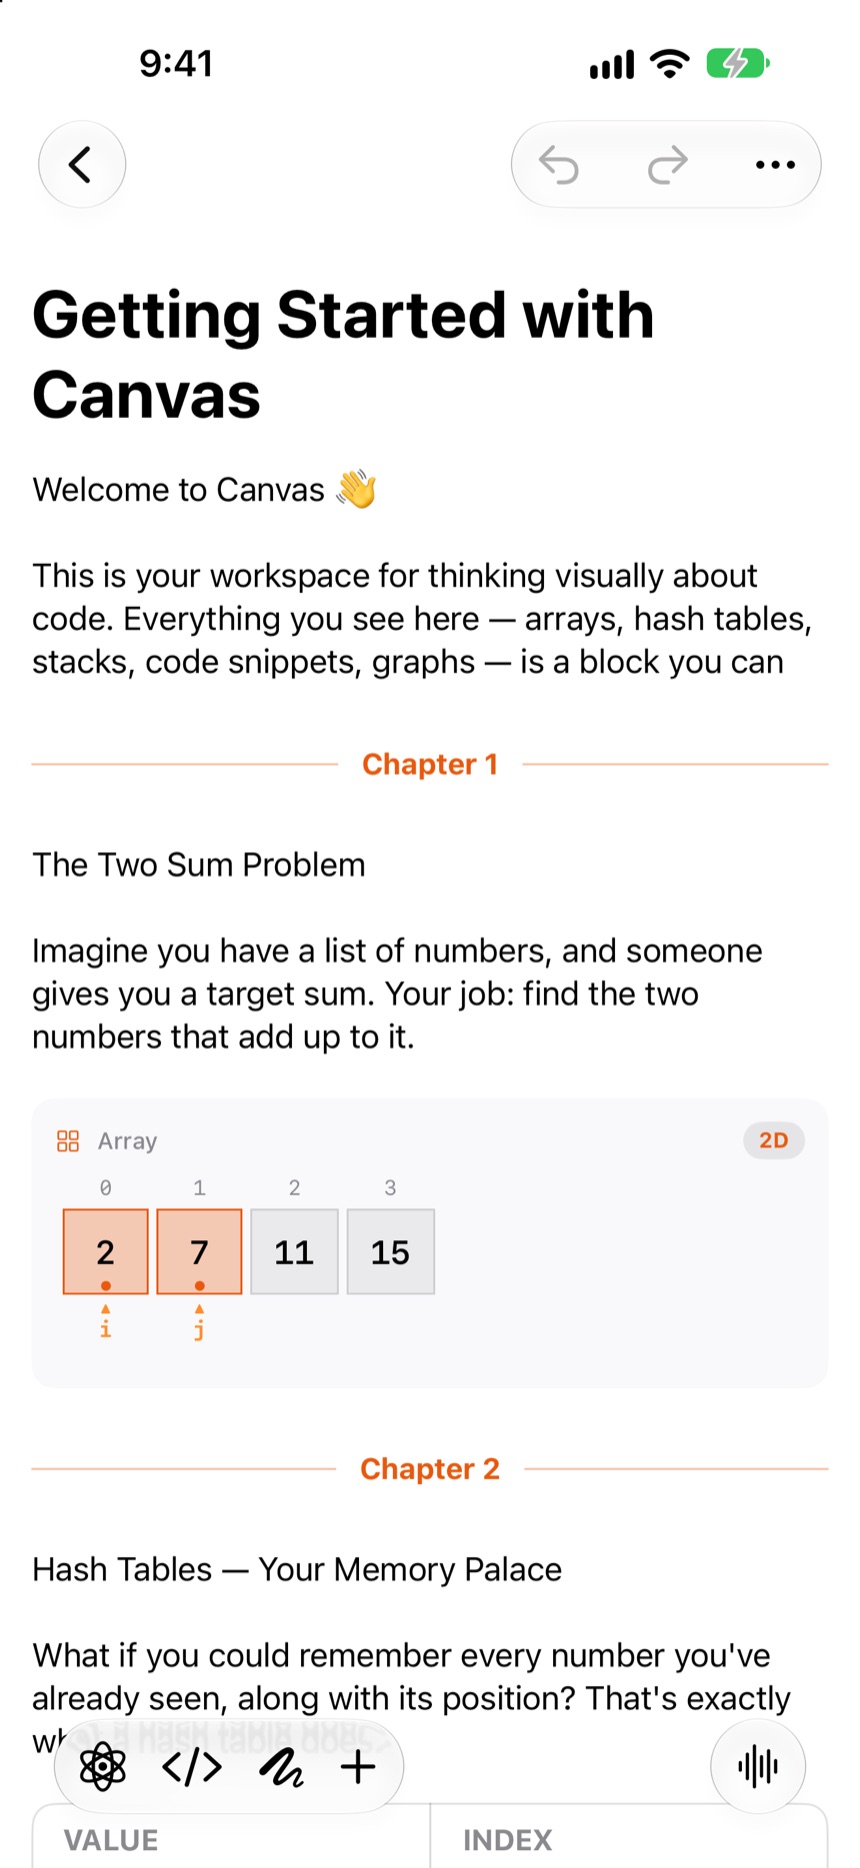 9:41
Getting Started with
Canvas
Welcome to Canvas 👋
This is your workspace for thinking visually about
code. Everything you see here — arrays, hash tables,
stacks, code snippets, graphs — is a block you can
Chapter 1
The Two Sum Problem
Imagine you have a list of numbers, and someone
gives you a target sum. Your job: find the two
numbers that add up to it.
Array 2D
0 1 2 3
2 7 11 15
i j
Chapter 2
Hash Tables — Your Memory Palace
What if you could remember every number you've
already seen, along with its position? That's exactly
what a hash table does.
VALUE INDEX